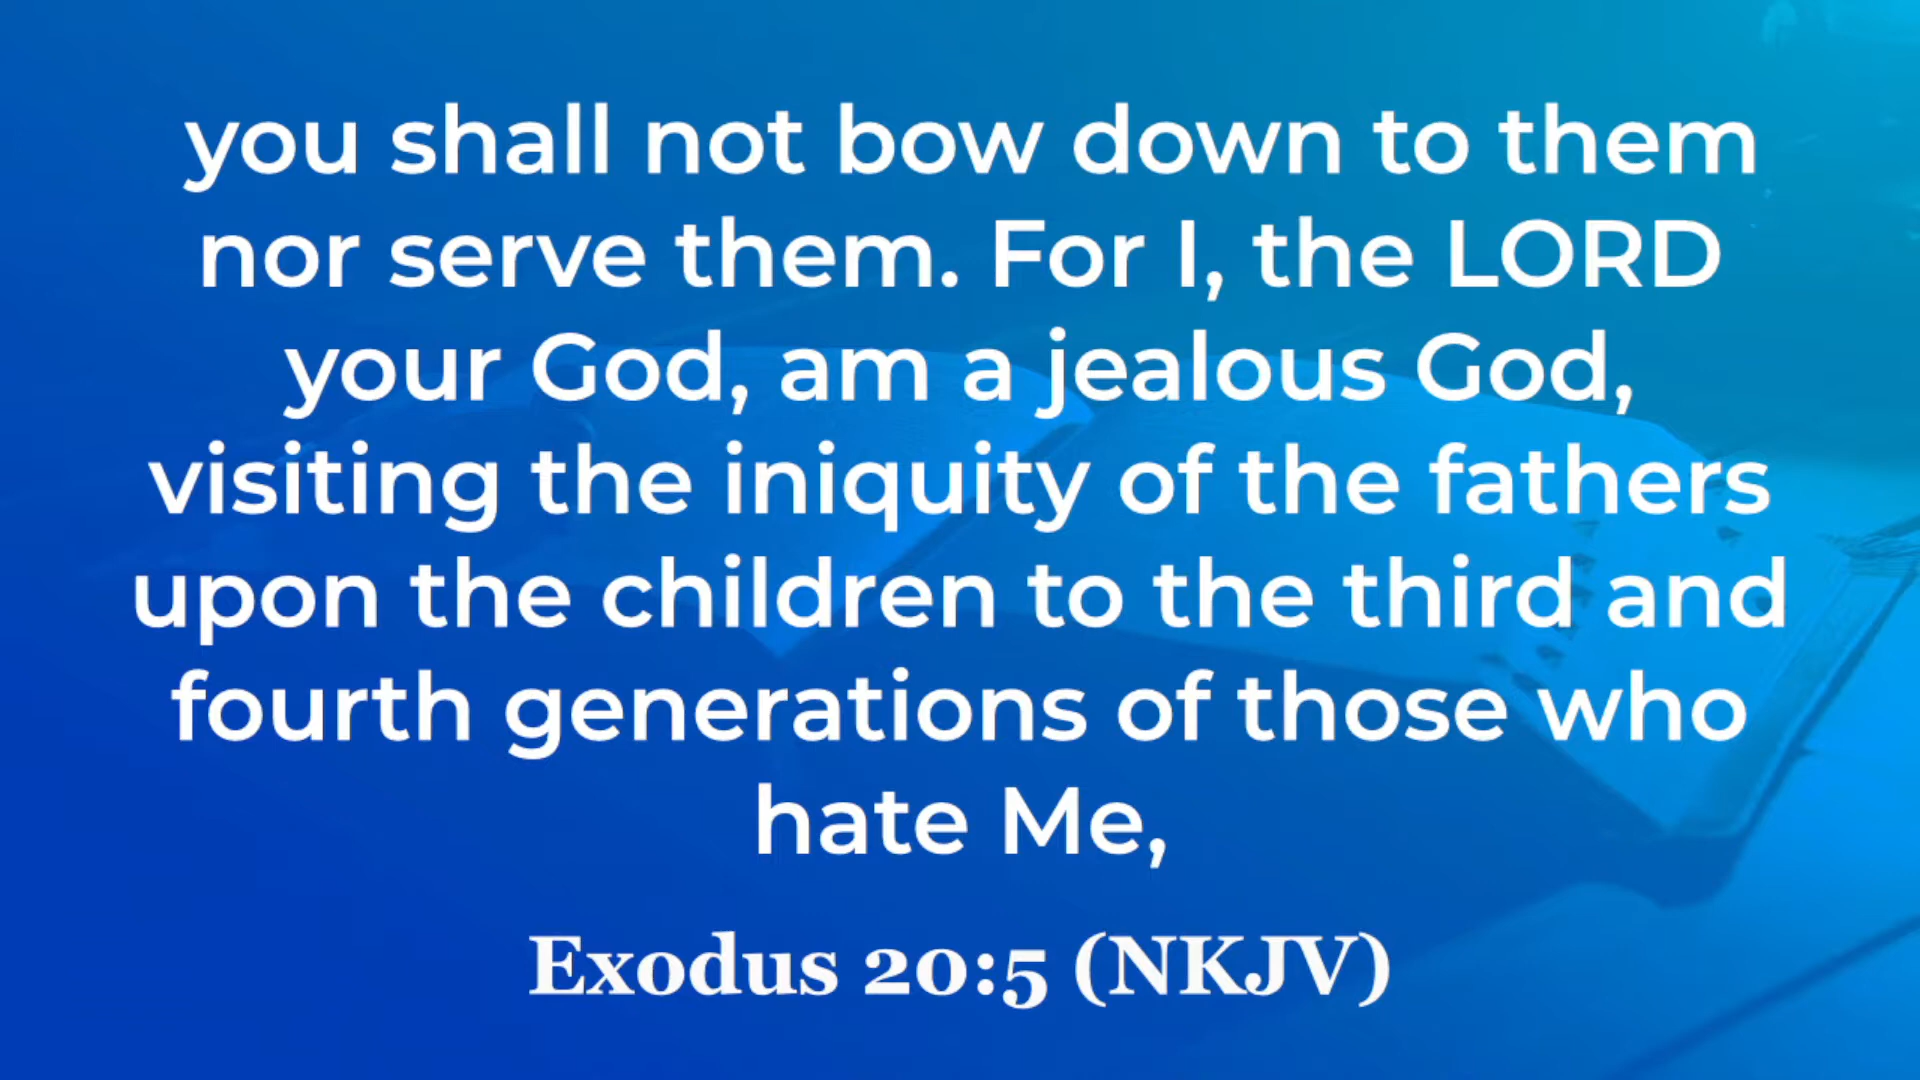 you shall not bow down to them
nor serve them. For I, the LORD
your God, am a jealous God,
visiting the iniquity of the fathers
upon the children to the third and
fourth generations of those who
hate Me,
Exodus 20:5 (NKJV)